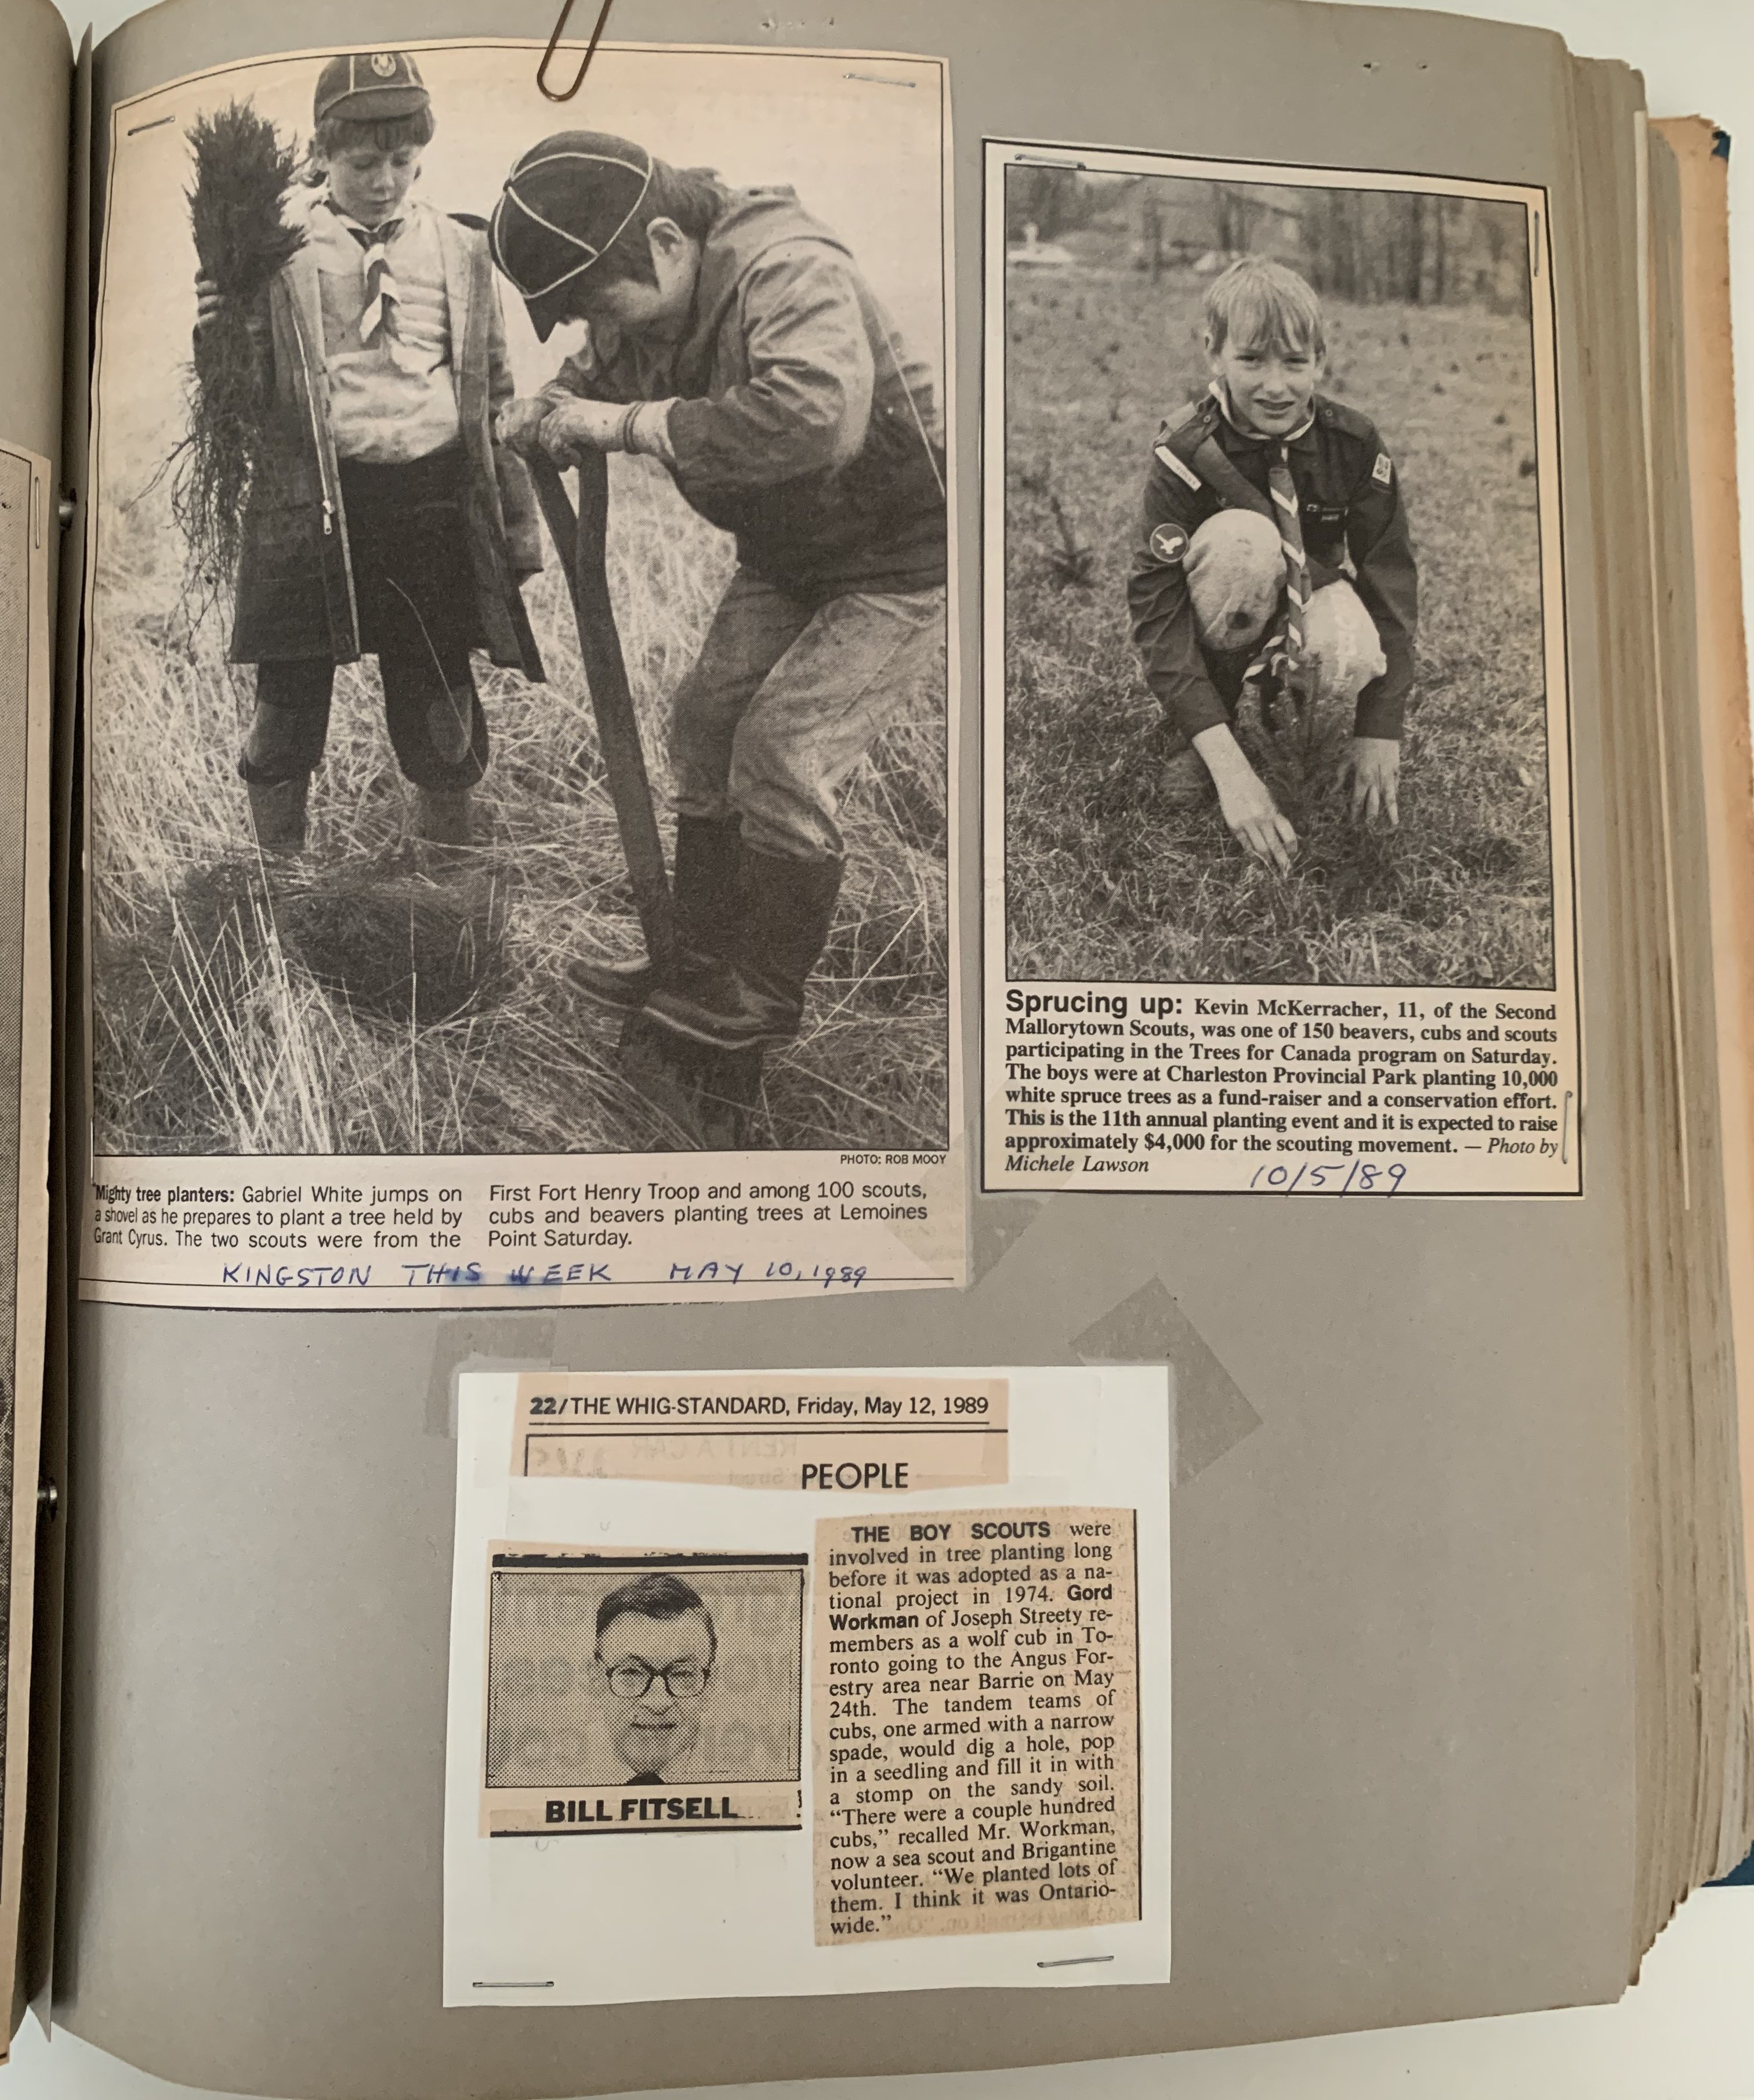 PHOTO: ROB MOOY
Mighty tree planters: Gabriel White jumps on
a shovel as he prepares to plant a tree held by
Grant Cyrus. The two scouts were from the
First Fort Henry Troop and among 100 scouts,
cubs and beavers planting trees at Lemoines
Point Saturday.
KINGSTON THIS WEEK MAY 10, 1989
Sprucing up: Kevin McKerracher, 11, of the Second
Mallorytown Scouts, was one of 150 beavers, cubs and scouts
participating in the Trees for Canada program on Saturday.
The boys were at Charleston Provincial Park planting 10,000
white spruce trees as a fund-raiser and a conservation effort.
This is the 11th annual planting event and it is expected to raise
approximately $4,000 for the scouting movement. — Photo by
Michele Lawson
10/5/89
22/THE WHIG-STANDARD, Friday, May 12, 1989
PEOPLE
BILL FITSELL
THE BOY SCOUTS were
involved in tree planting long
before it was adopted as a na-
tional project in 1974. Gord
Workman of Joseph Streety re-
members as a wolf cub in To-
ronto going to the Angus For-
estry area near Barrie on May
24th. The tandem teams of
cubs, one armed with a narrow
spade, would dig a hole, pop
in a seedling and fill it in with
a stomp on the sandy soil.
“There were a couple hundred
cubs,” recalled Mr. Workman,
now a sea scout and Brigantine
volunteer. “We planted lots of
them. I think it was Ontario-
wide.”